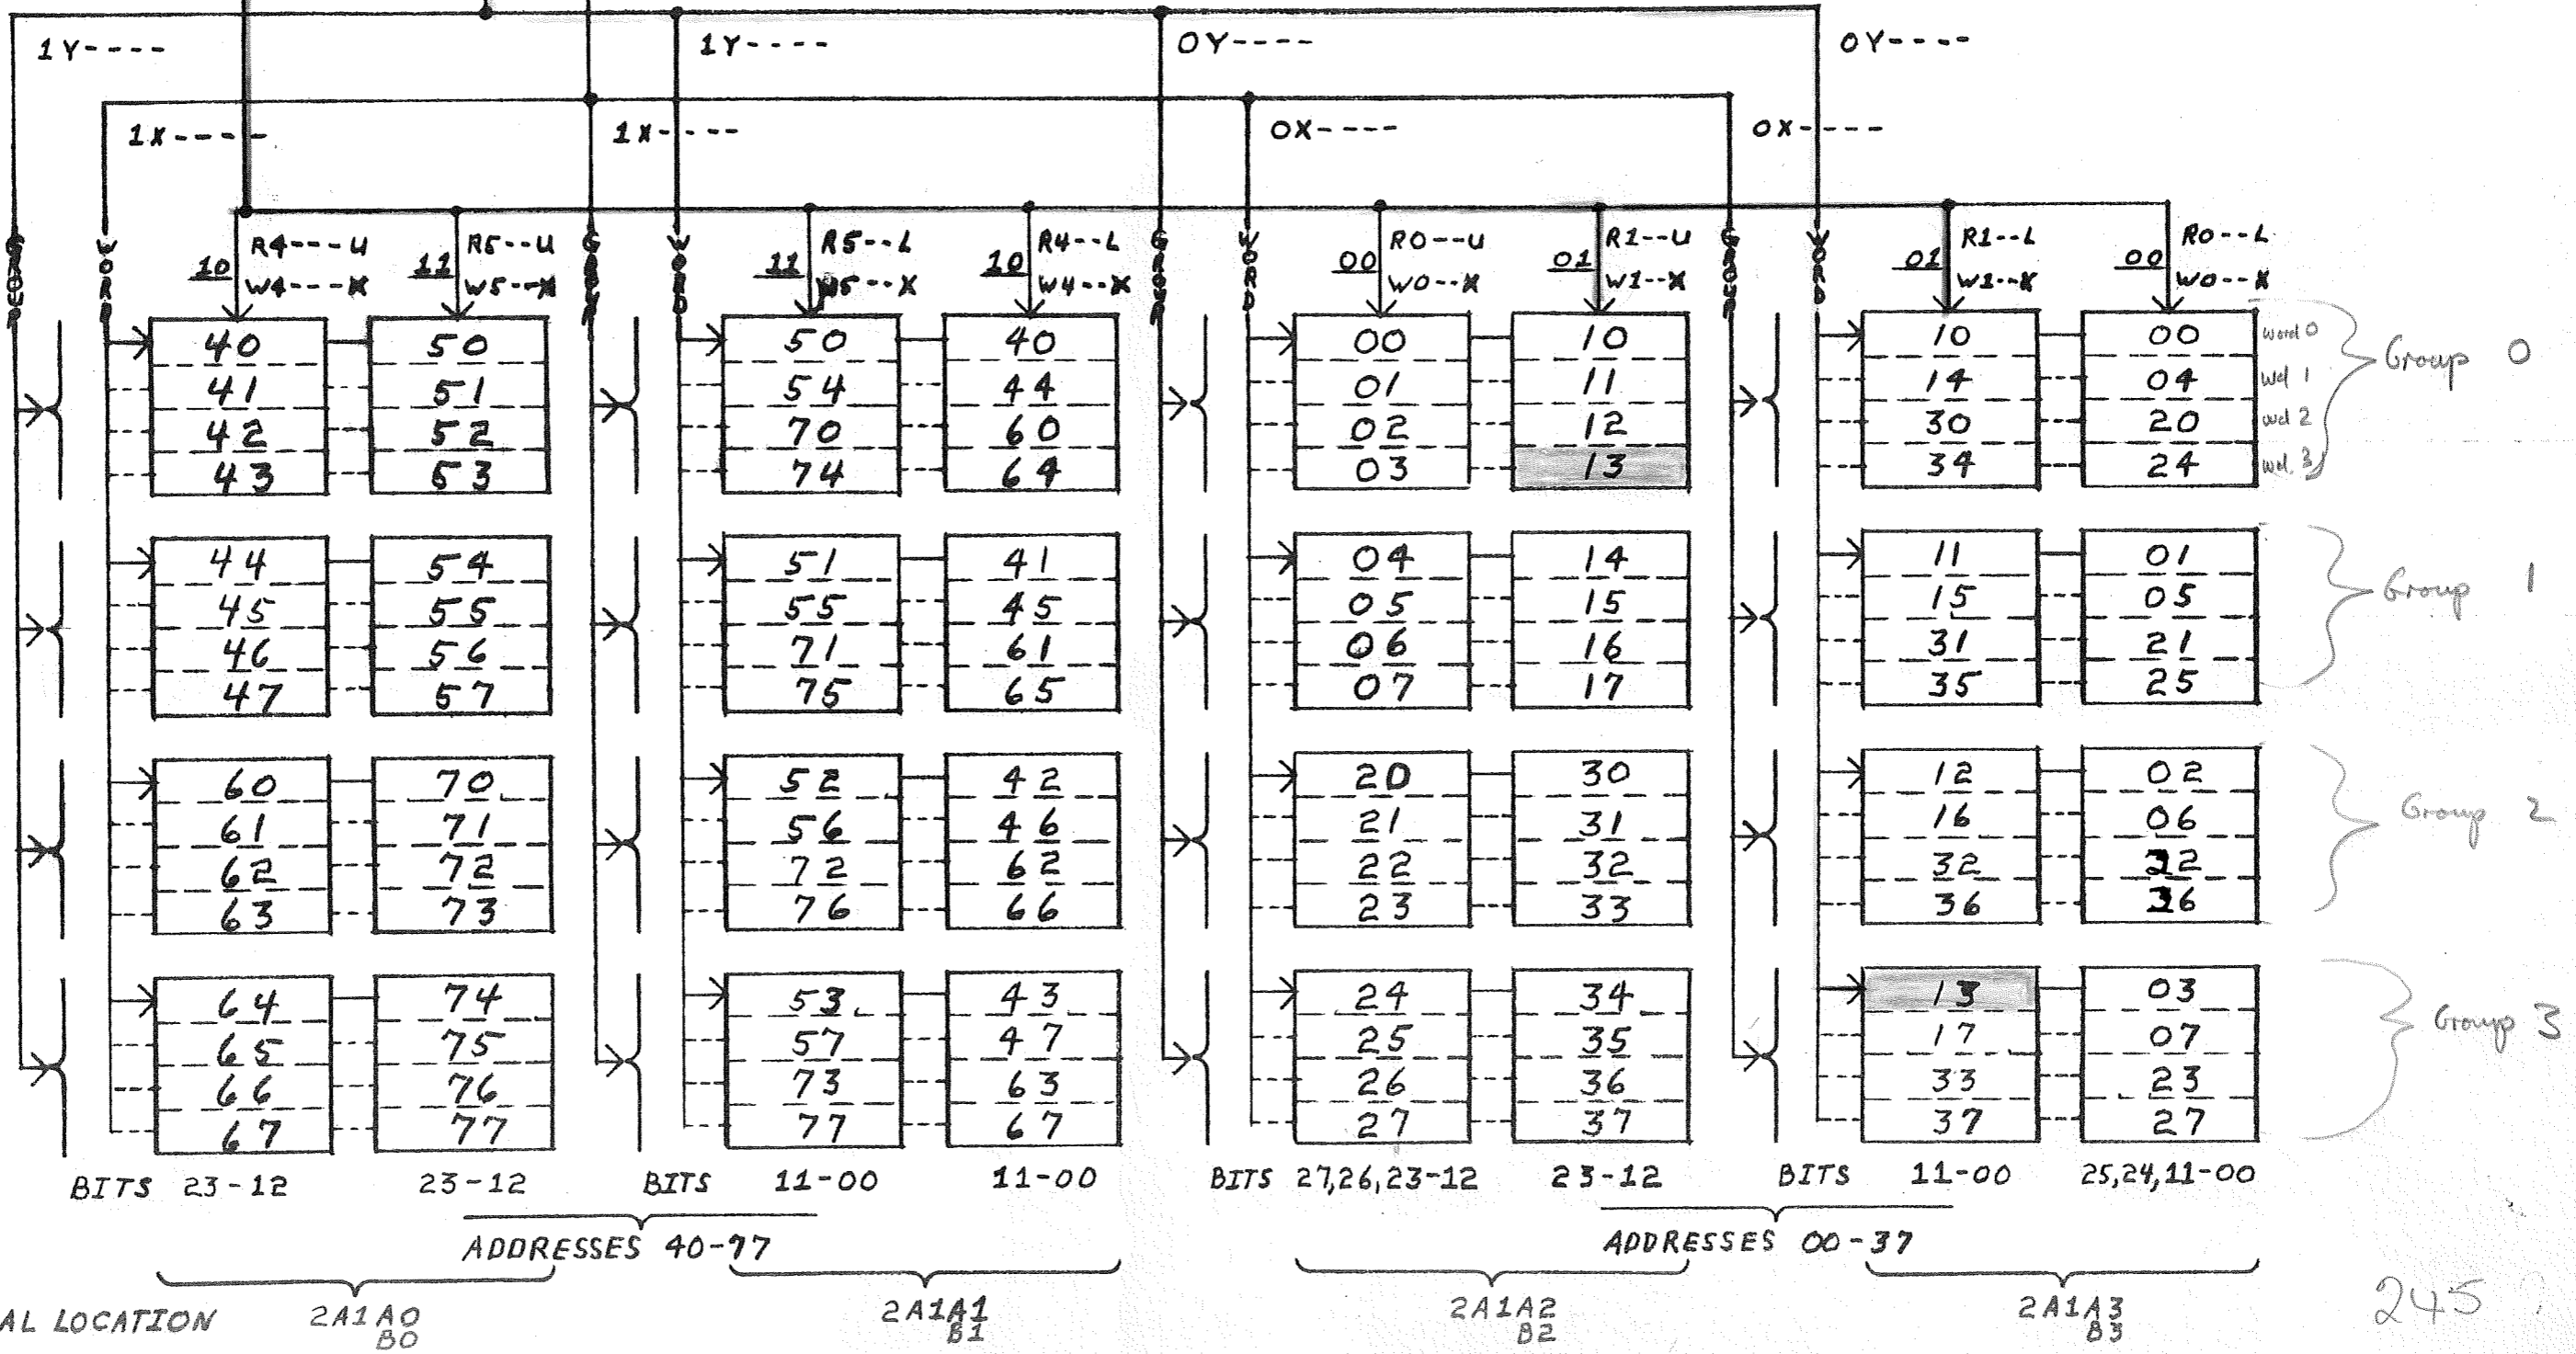 1Y---- 1Y---- 0Y---- 0Y----
1X----- 1X----- 0X---- 0X----
GROUP WORD GROUP WORD GROUP WORD GROUP WORD
R4---U R5--U R5--L R4--L R0--U R1--U R1--L R0--L
10 11 11 10 00 01 01 00
W4---X W5--X W5--X W4--X W0--X W1--X W1--X W0--X
40 50 50 40 00 10 10 00 word 0
41 51 54 44 01 11 14 04 wd 1 Group 0
42 52 70 60 02 12 30 20 wd 2
43 53 74 64 03 13 34 24 wd. 3
44 54 51 41 04 14 11 01
45 55 55 45 05 15 15 05 Group 1
46 56 71 61 06 16 31 21
47 57 75 65 07 17 35 25
60 70 52 42 20 30 12 02
61 71 56 46 21 31 16 06 Group 2
62 72 72 62 22 32 32 22
63 73 76 66 23 33 36 26
64 74 53 43 24 34 13 03
65 75 57 47 25 35 17 07 Group 3
66 76 73 63 26 36 33 23
67 77 77 67 27 37 37 27
BITS 23-12 23-12 BITS 11-00 11-00 BITS 27,26,23-12 23-12 BITS 11-00 25,24,11-00
ADDRESSES 40-77 ADDRESSES 00-37
AL LOCATION 2A1A0 2A1A1 2A1A2 2A1A3 245 ?
B0 B1 B2 B3